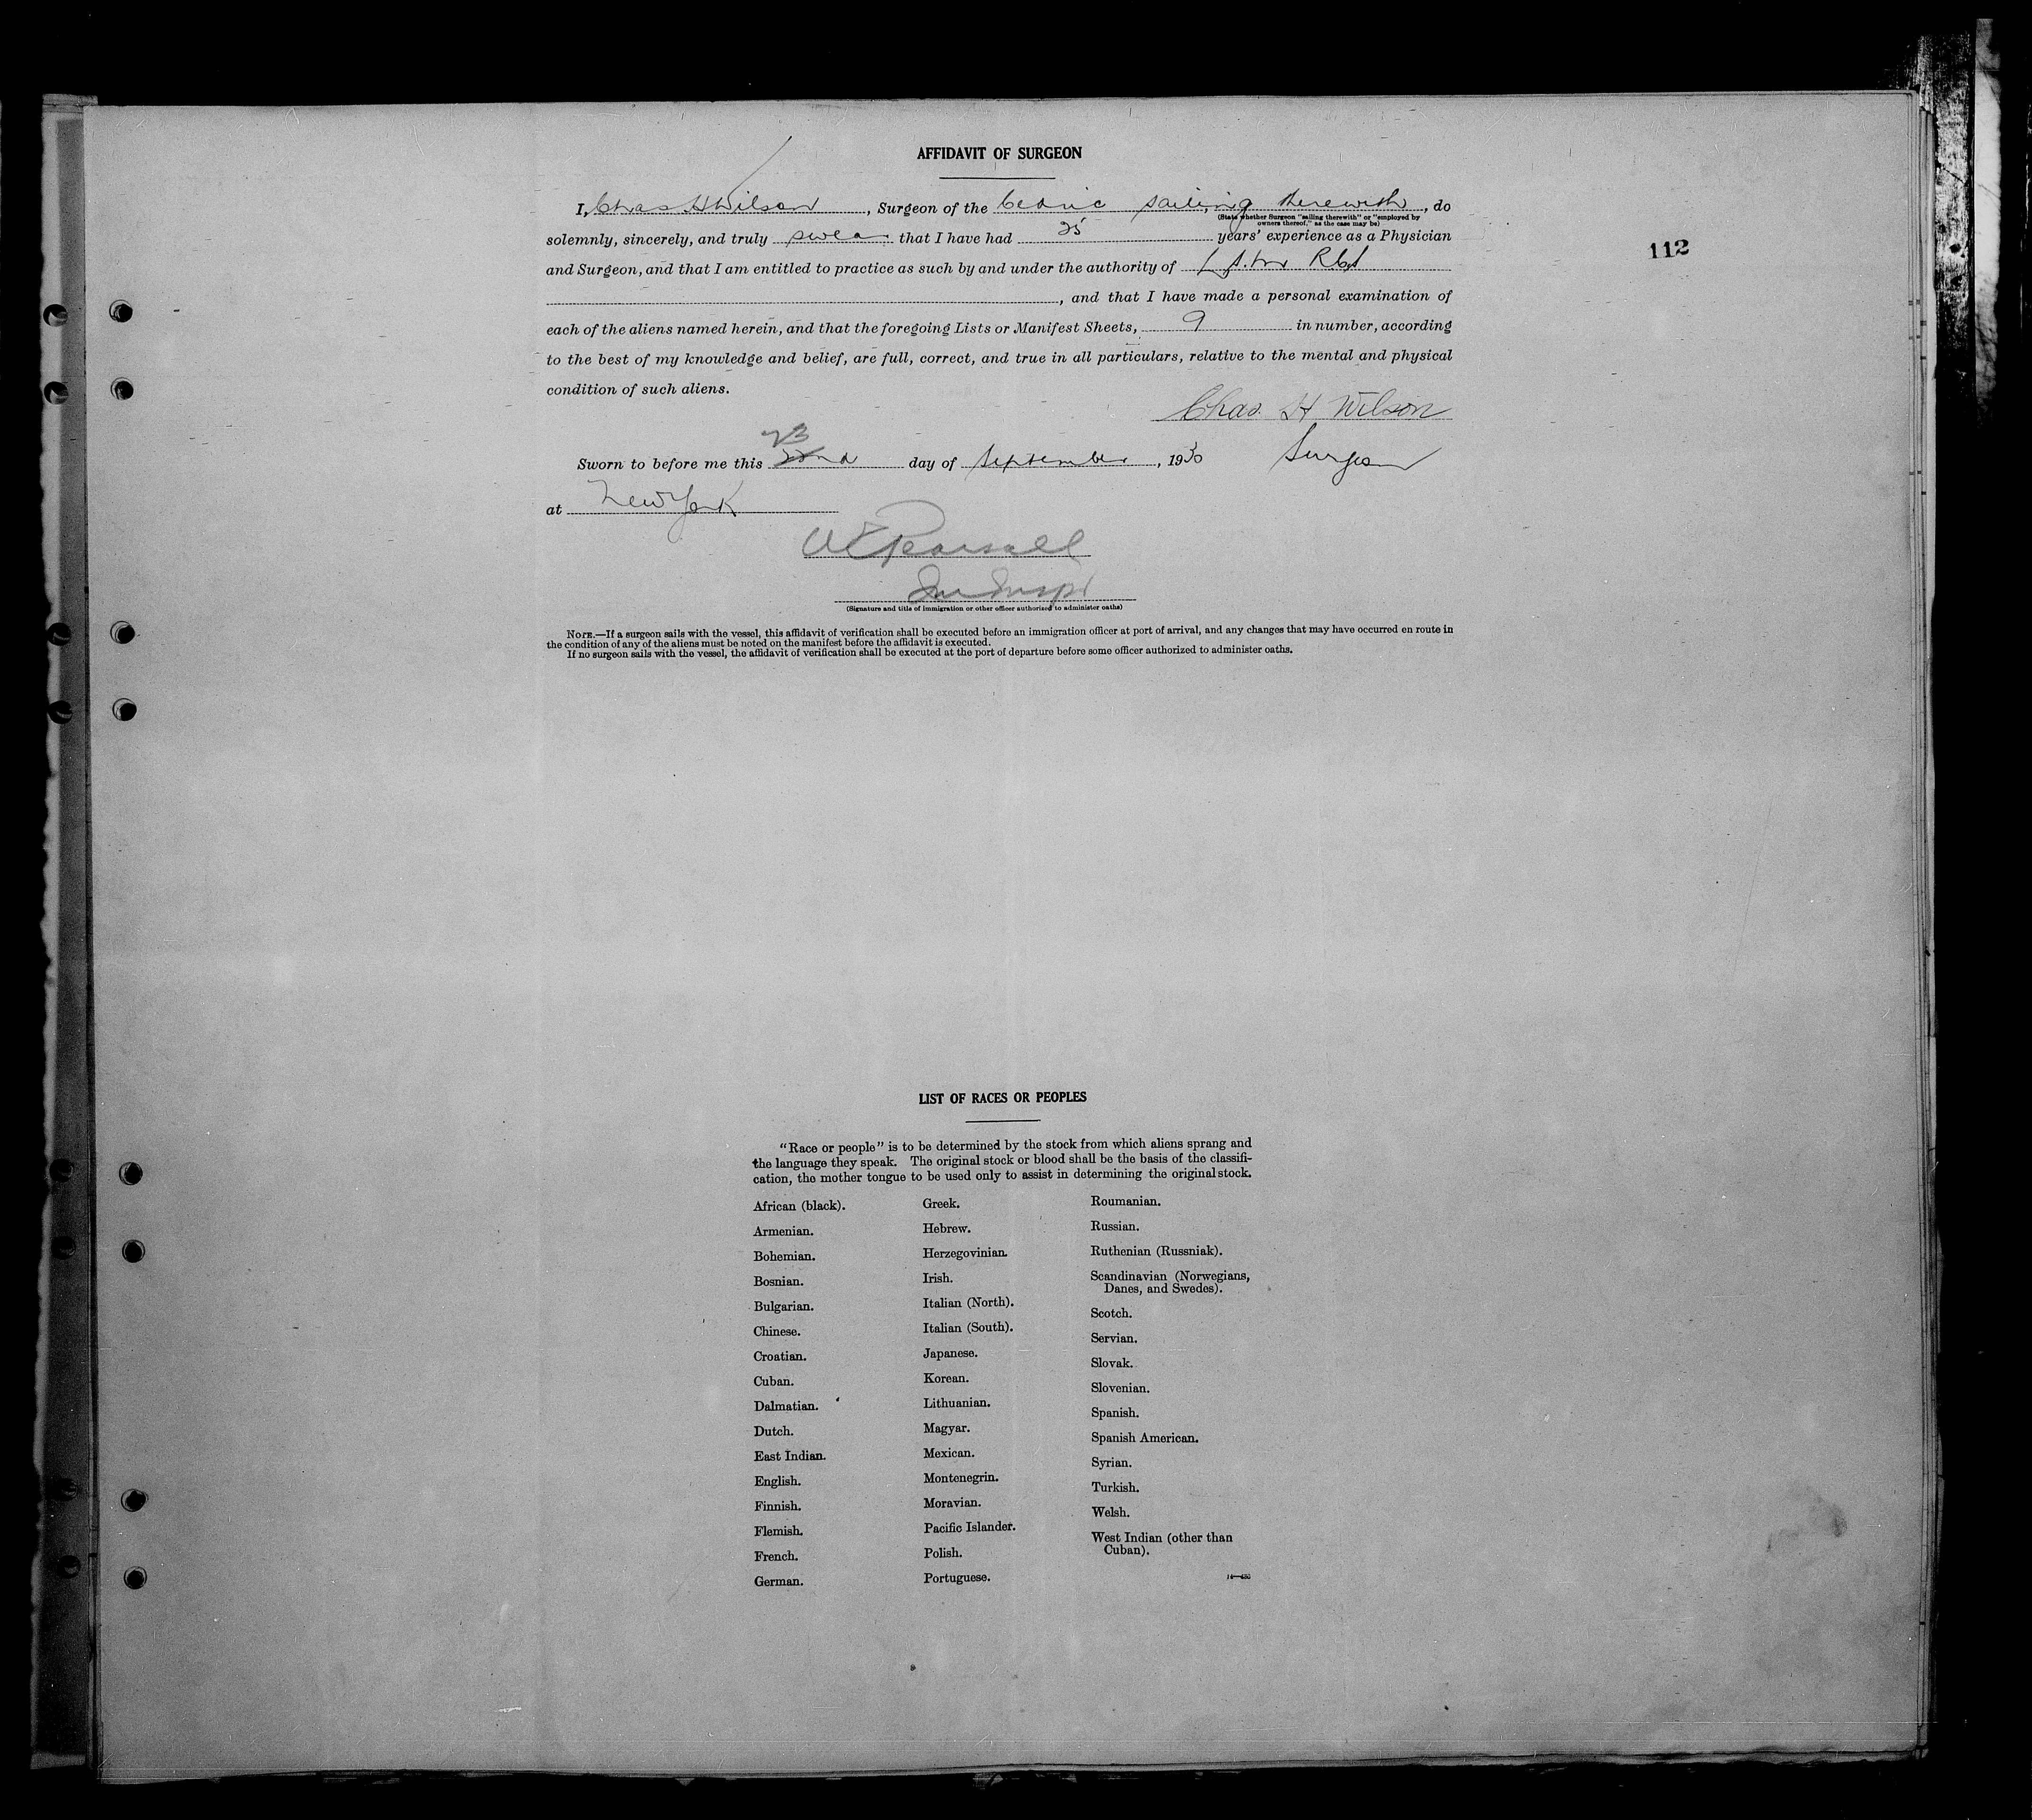 AFFIDAVIT OF SURGEON
I, Chas H Wilson, Surgeon of the Cedric sailing therewith, do
(State whether Surgeon "sailing therewith" or "employed by
owners thereof," as the case may be)
solemnly, sincerely, and truly swear that I have had 25 years' experience as a Physician
and Surgeon, and that I am entitled to practice as such by and under the authority of
, and that I have made a personal examination of
each of the aliens named herein, and that the foregoing Lists or Manifest Sheets, 9 in number, according
to the best of my knowledge and belief, are full, correct, and true in all particulars, relative to the mental and physical
condition of such aliens.
112
Chas. H Wilson
23
Sworn to before me this 22nd day of September, 1930 Surgeon
at New York
Pearsall
Im Inspr
(Signature and title of immigration or other officer authorized to administer oaths)
NOTE.—If a surgeon sails with the vessel, this affidavit of verification shall be executed before an immigration officer at port of arrival, and any changes that may have occurred en route in
the condition of any of the aliens must be noted on the manifest before the affidavit is executed.
If no surgeon sails with the vessel, the affidavit of verification shall be executed at the port of departure before some officer authorized to administer oaths.
LIST OF RACES OR PEOPLES
"Race or people" is to be determined by the stock from which aliens sprang and
the language they speak. The original stock or blood shall be the basis of the classifi-
cation, the mother tongue to be used only to assist in determining the original stock.
African (black).
Armenian.
Bohemian.
Bosnian.
Bulgarian.
Chinese.
Croatian.
Cuban.
Dalmatian.
Dutch.
East Indian.
English.
Finnish.
Flemish.
French.
German.
Greek.
Hebrew.
Herzegovinian.
Irish.
Italian (North).
Italian (South).
Japanese.
Korean.
Lithuanian.
Magyar.
Mexican.
Montenegrin.
Moravian.
Pacific Islander.
Polish.
Portuguese.
Roumanian.
Russian.
Ruthenian (Russniak).
Scandinavian (Norwegians,
Danes, and Swedes).
Scotch.
Servian.
Slovak.
Slovenian.
Spanish.
Spanish American.
Syrian.
Turkish.
Welsh.
West Indian (other than
Cuban).